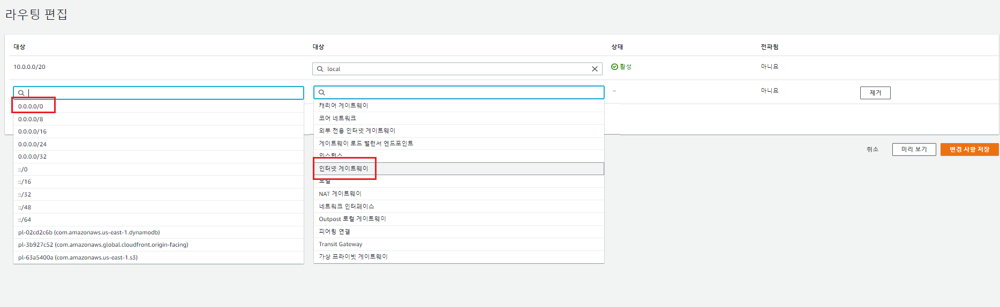 라우팅 편집
대상 대상 상태 전파됨
10.0.0.0/20 local 활성 아니요
- 아니요 제거
0.0.0.0/0
0.0.0.0/8
0.0.0.0/16
0.0.0.0/24
0.0.0.0/32
::/0
::/16
::/32
::/48
::/64
pl-02cd2c6b (com.amazonaws.us-east-1.dynamodb)
pl-3b927c52 (com.amazonaws.global.cloudfront.origin-facing)
pl-63a5400a (com.amazonaws.us-east-1.s3)
캐리어 게이트웨이
코어 네트워크
외부 전용 인터넷 게이트웨이
게이트웨이 로드 밸런서 엔드포인트
인스턴스
인터넷 게이트웨이
로컬
NAT 게이트웨이
네트워크 인터페이스
Outpost 로컬 게이트웨이
피어링 연결
Transit Gateway
가상 프라이빗 게이트웨이
취소 미리 보기 변경 사항 저장